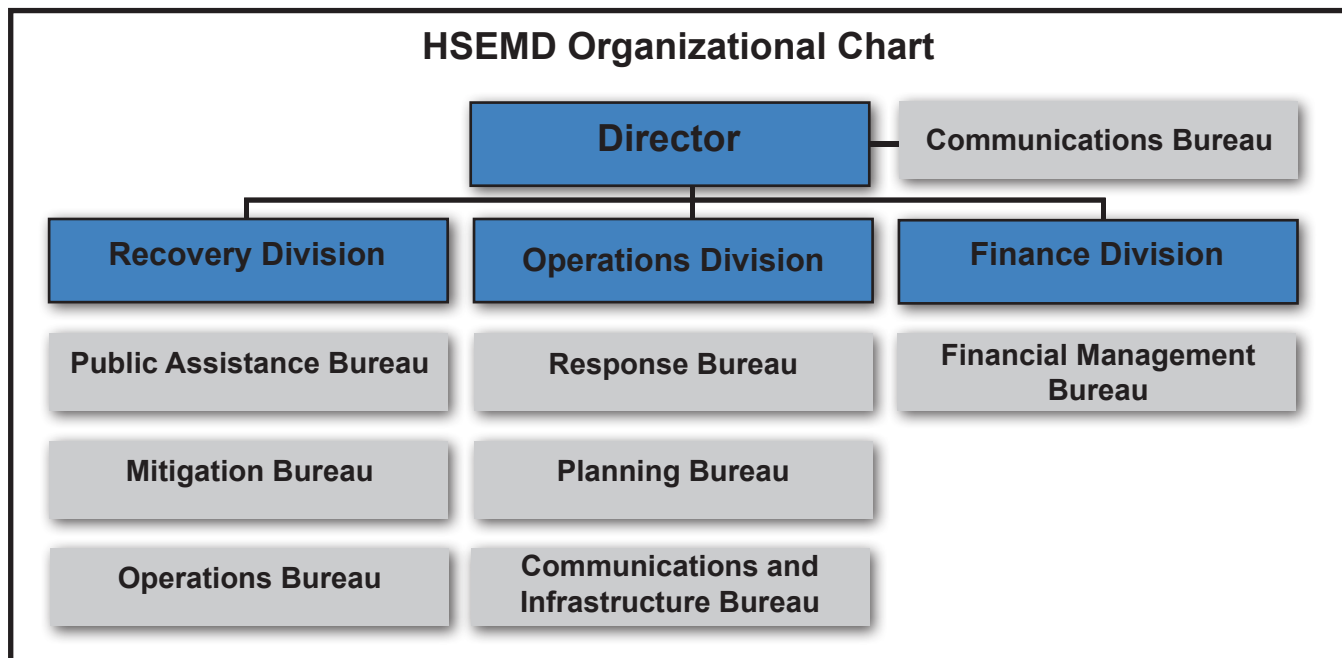 HSEMD Organizational Chart
Director
Communications Bureau
Recovery Division
Operations Division
Finance Division
Public Assistance Bureau
Response Bureau
Financial Management
Bureau
Mitigation Bureau
Planning Bureau
Operations Bureau
Communications and
Infrastructure Bureau